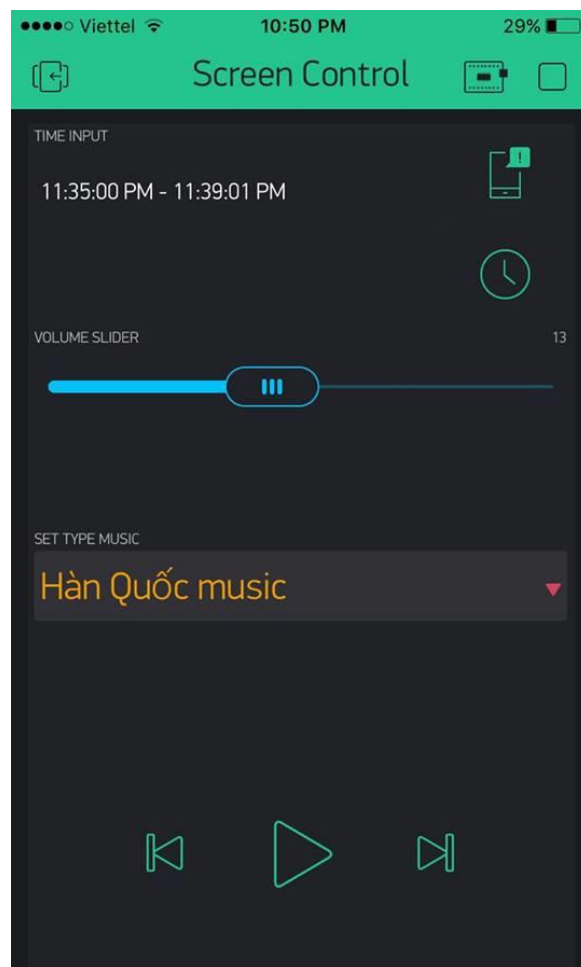 Viettel 10:50 PM 29%
Screen Control
TIME INPUT
11:35:00 PM - 11:39:01 PM
VOLUME SLIDER 13
SET TYPE MUSIC
Hàn Quốc music